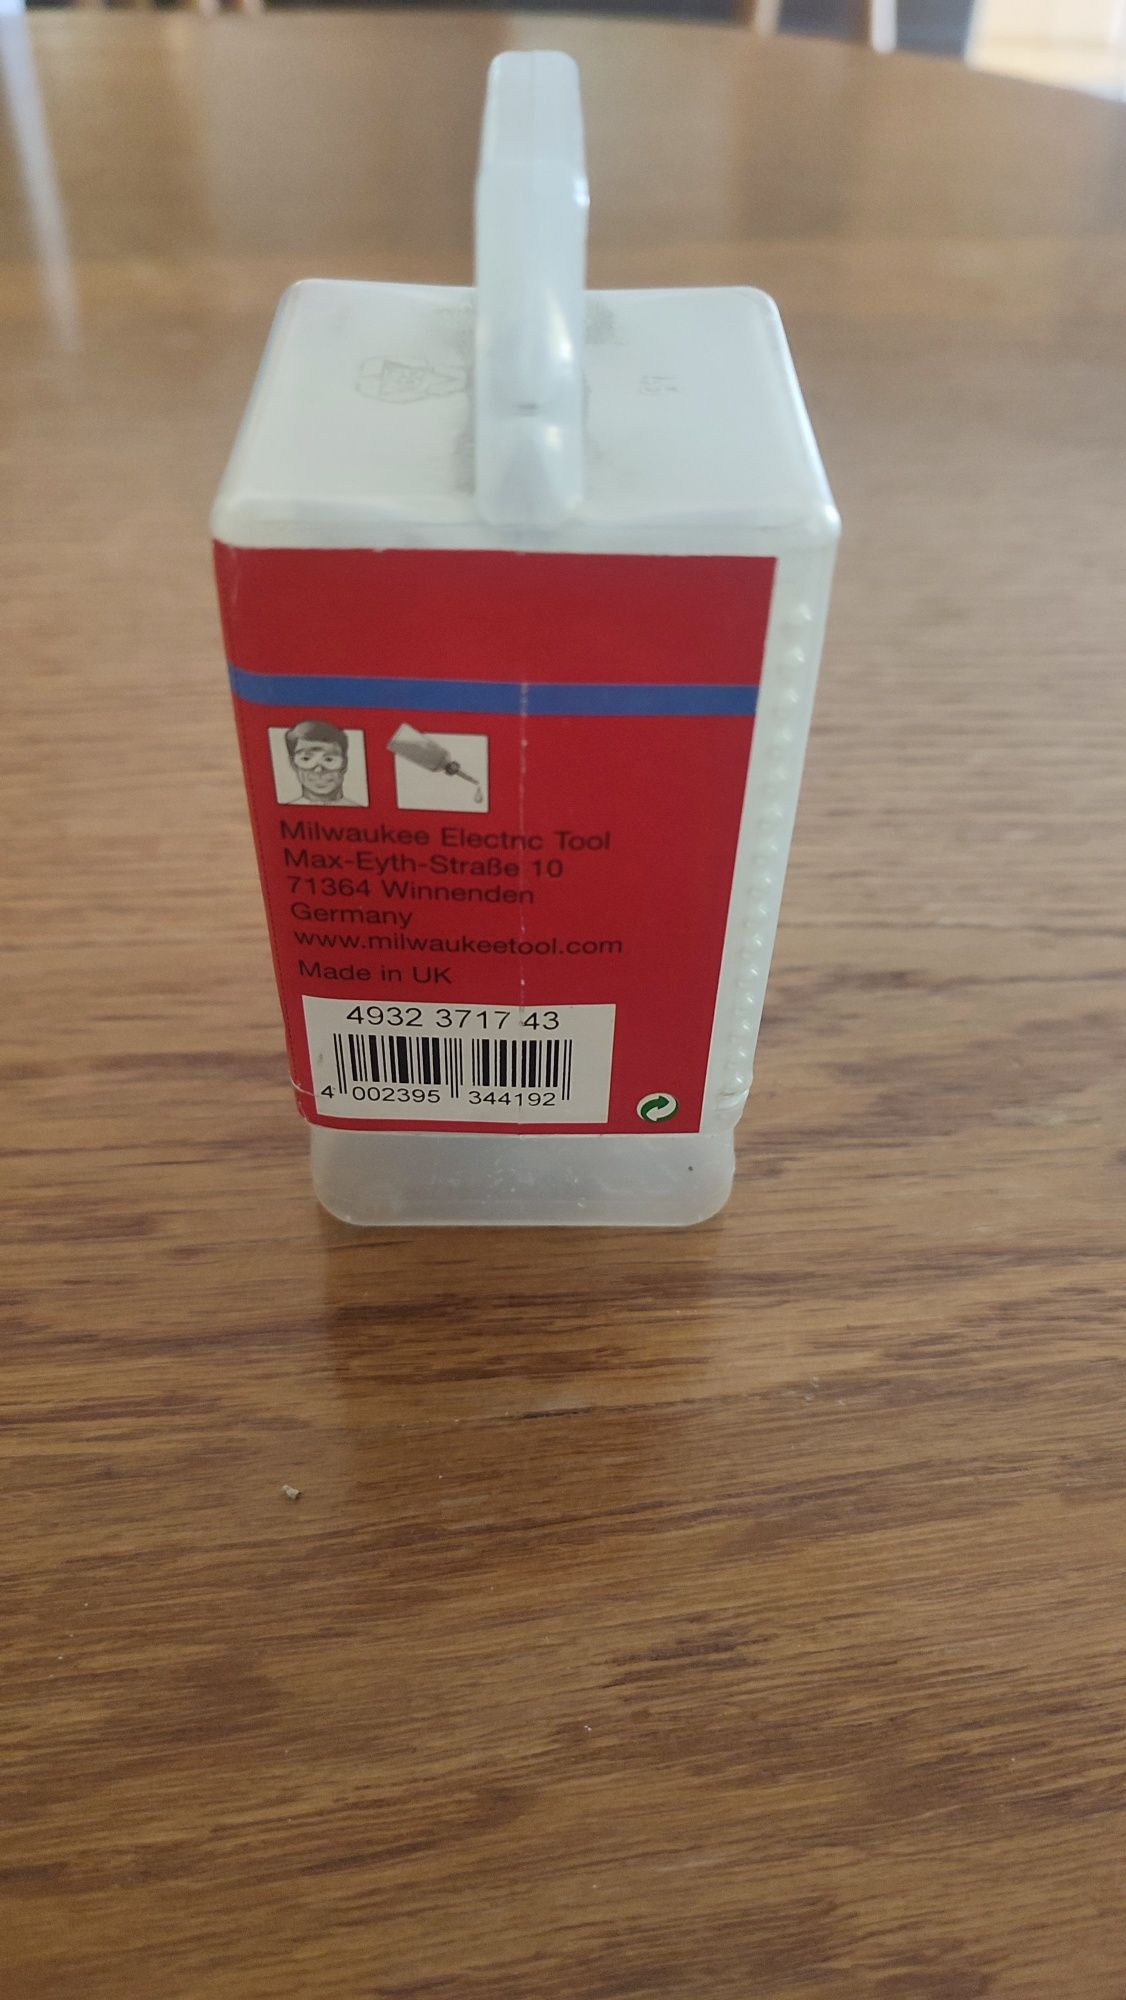 Milwaukee Electric Tool
Max-Eyth-Straße 10
71364 Winnenden
Germany
www.milwaukeetool.com
Made in UK
4932 3717 43
4 002395 344192